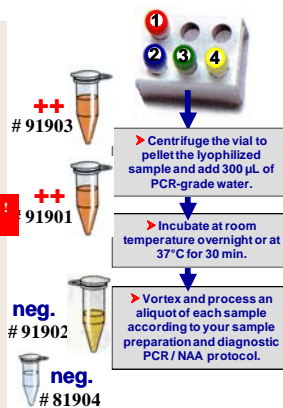 1
2 3 4
++
# 91903
➤ Centrifuge the vial to
pellet the lyophilized
sample and add 300 µL of
PCR-grade water.
++
!
# 91901
➤ Incubate at room
temperature overnight or at
37°C for 30 min.
➤ Vortex and process an
aliquot of each sample
according to your sample
preparation and diagnostic
PCR / NAA protocol.
neg.
# 91902
neg.
# 81904